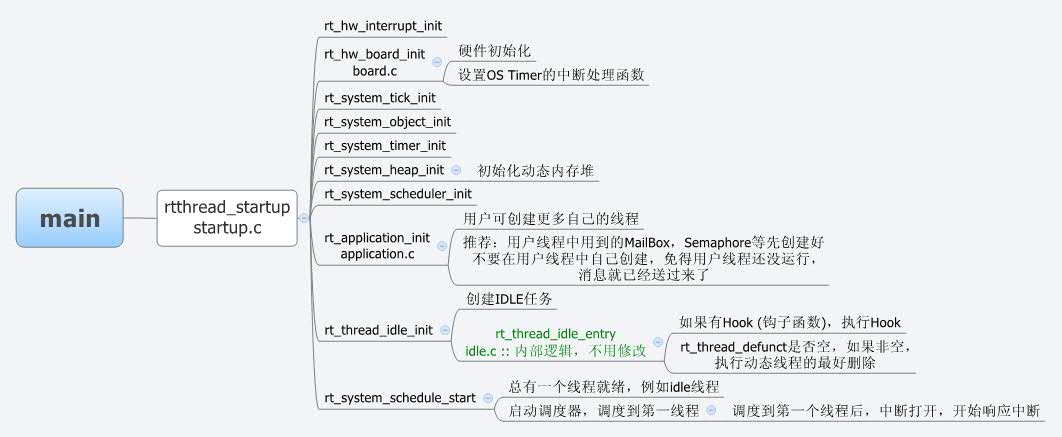 main
rtthread_startup
startup.c
rt_hw_interrupt_init
rt_hw_board_init
board.c
硬件初始化
设置OS Timer的中断处理函数
rt_system_tick_init
rt_system_object_init
rt_system_timer_init
rt_system_heap_init
初始化动态内存堆
rt_system_scheduler_init
rt_application_init
application.c
用户可创建更多自己的线程
推荐：用户线程中用到的MailBox，Semaphore等先创建好
不要在用户线程中自己创建，免得用户线程还没运行，
消息就已经送过来了
rt_thread_idle_init
创建IDLE任务
rt_thread_idle_entry
idle.c :: 内部逻辑，不用修改
如果有Hook (钩子函数)，执行Hook
rt_thread_defunct是否空，如果非空，
执行动态线程的最好删除
rt_system_schedule_start
总有一个线程就绪，例如idle线程
启动调度器，调度到第一线程
调度到第一个线程后，中断打开，开始响应中断